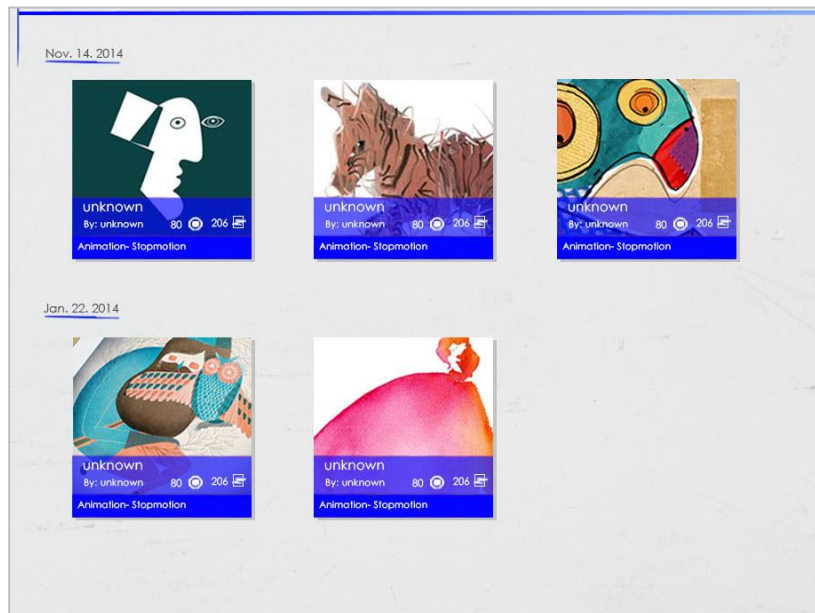 Nov. 14. 2014
unknown
By: unknown 80 206
Animation- Stopmotion
unknown
By: unknown 80 206
Animation- Stopmotion
unknown
By: unknown 80 206
Animation- Stopmotion
Jan. 22. 2014
unknown
By: unknown 80 206
Animation- Stopmotion
unknown
By: unknown 80 206
Animation- Stopmotion